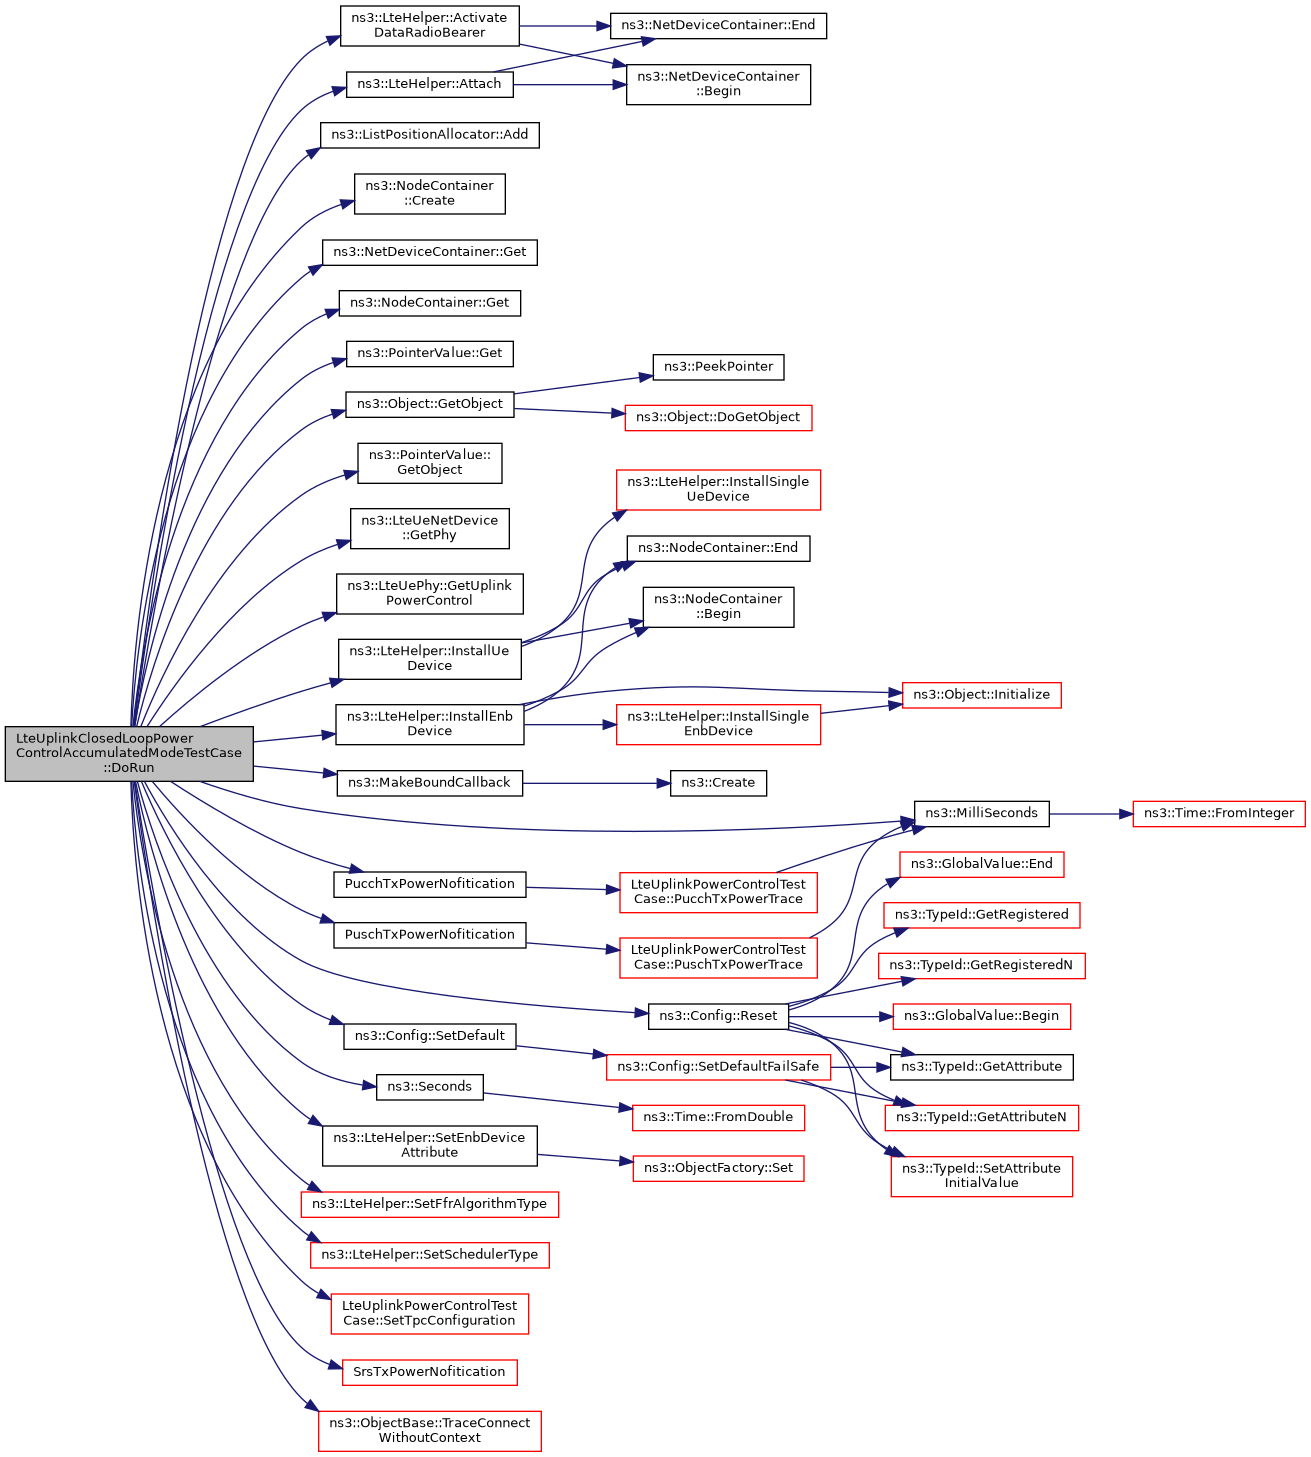 ns3::LteHelper::Activate
DataRadioBearer
ns3::NetDeviceContainer::End
ns3::LteHelper::Attach
ns3::NetDeviceContainer
::Begin
ns3::ListPositionAllocator::Add
ns3::NodeContainer
::Create
ns3::NetDeviceContainer::Get
ns3::NodeContainer::Get
ns3::PointerValue::Get
ns3::PeekPointer
ns3::Object::GetObject
ns3::Object::DoGetObject
ns3::PointerValue::
GetObject
ns3::LteHelper::InstallSingle
UeDevice
ns3::LteUeNetDevice
::GetPhy
ns3::NodeContainer::End
ns3::LteUePhy::GetUplink
PowerControl
ns3::NodeContainer
::Begin
ns3::LteHelper::InstallUe
Device
ns3::Object::Initialize
ns3::LteHelper::InstallEnb
Device
ns3::LteHelper::InstallSingle
EnbDevice
LteUplinkClosedLoopPower
ControlAccumulatedModeTestCase
::DoRun
ns3::MakeBoundCallback
ns3::Create
ns3::MilliSeconds
ns3::Time::FromInteger
ns3::GlobalValue::End
PucchTxPowerNofitication
LteUplinkPowerControlTest
Case::PucchTxPowerTrace
ns3::TypeId::GetRegistered
PuschTxPowerNofitication
LteUplinkPowerControlTest
Case::PuschTxPowerTrace
ns3::TypeId::GetRegisteredN
ns3::Config::Reset
ns3::GlobalValue::Begin
ns3::Config::SetDefault
ns3::Config::SetDefaultFailSafe
ns3::TypeId::GetAttribute
ns3::Seconds
ns3::Time::FromDouble
ns3::TypeId::GetAttributeN
ns3::LteHelper::SetEnbDevice
Attribute
ns3::ObjectFactory::Set
ns3::TypeId::SetAttribute
InitialValue
ns3::LteHelper::SetFfrAlgorithmType
ns3::LteHelper::SetSchedulerType
LteUplinkPowerControlTest
Case::SetTpcConfiguration
SrsTxPowerNofitication
ns3::ObjectBase::TraceConnect
WithoutContext